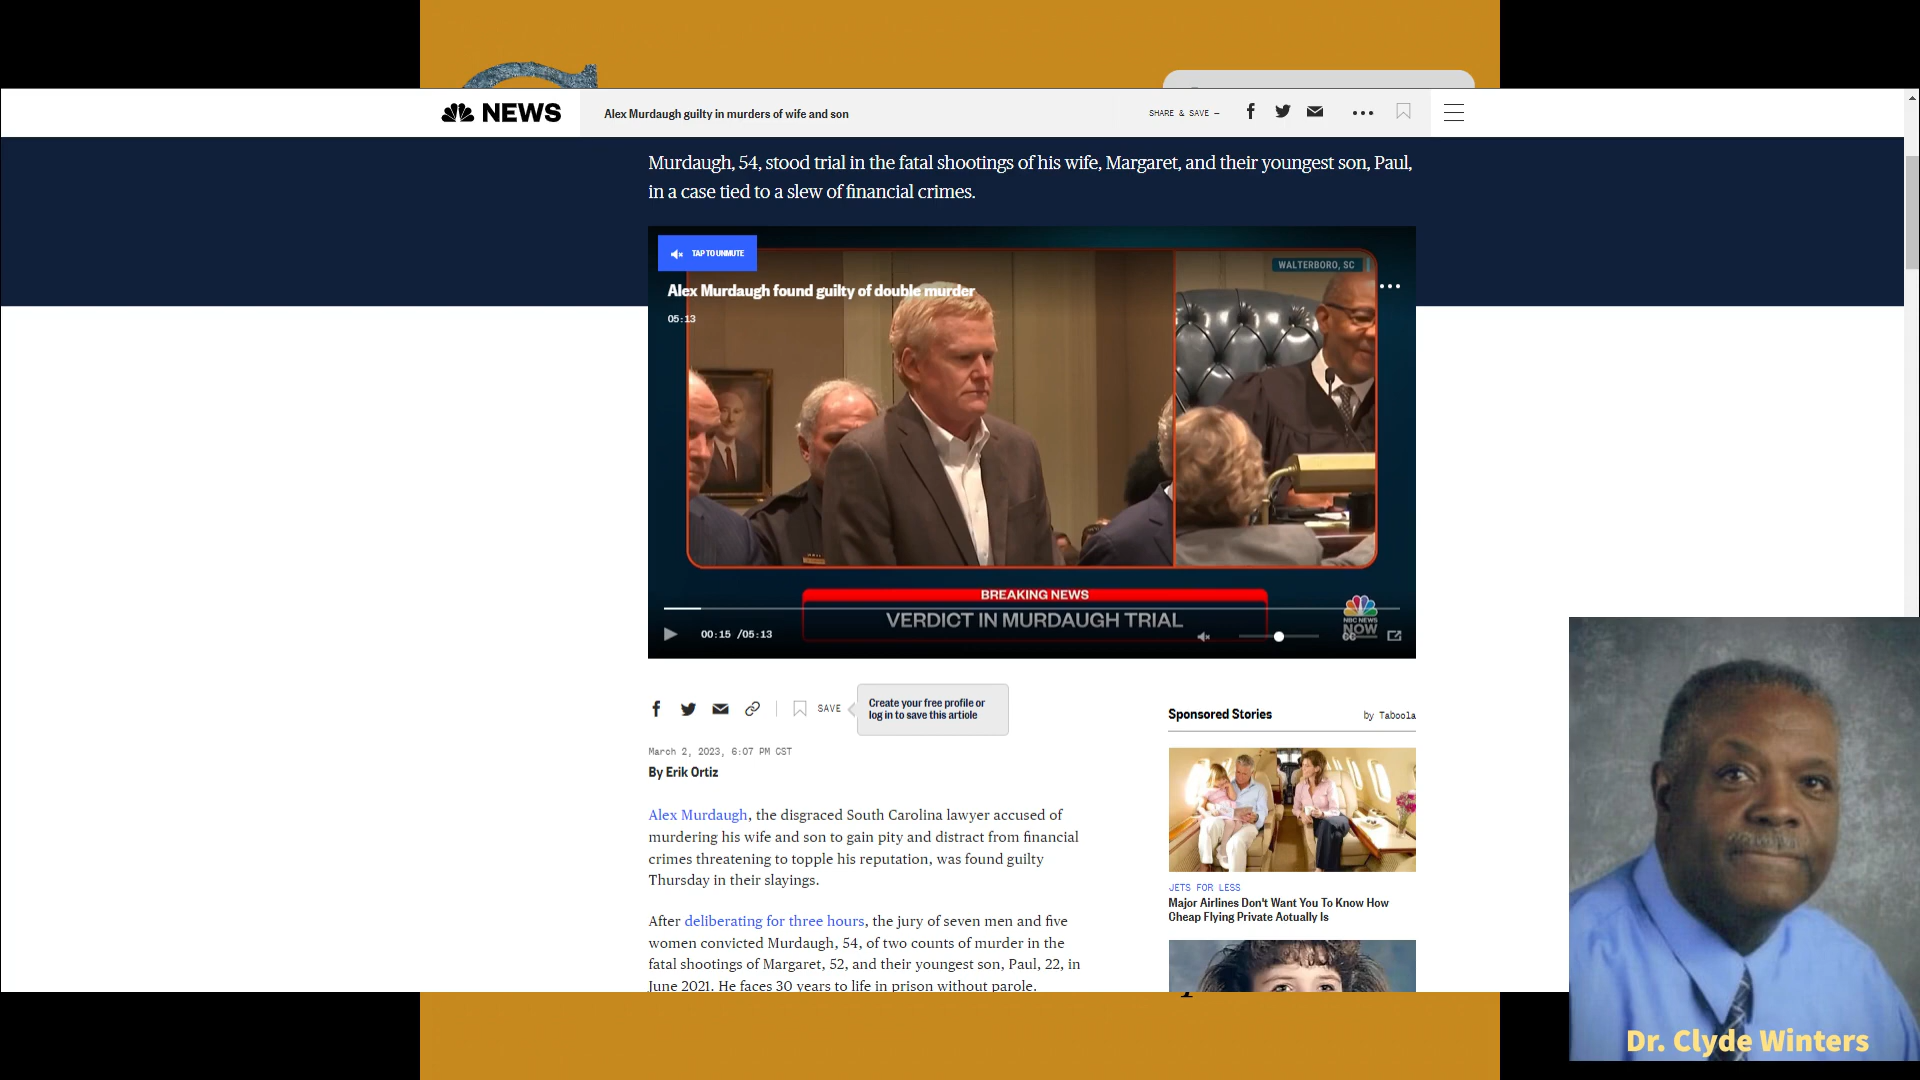 NEWS
Alex Murdaugh guilty in murders of wife and son
SHARE & SAVE —
Murdaugh, 54, stood trial in the fatal shootings of his wife, Margaret, and their youngest son, Paul,
in a case tied to a slew of financial crimes.
TAP TO UNMUTE
WALTERBORO, SC
Alex Murdaugh found guilty of double murder
05:13
BREAKING NEWS
VERDICT IN MURDAUGH TRIAL
NBC NEWS
NOW
00:15 /05:13
CC
SAVE
Create your free profile or
log in to save this article
March 2, 2023, 6:07 PM CST
By Erik Ortiz
Alex Murdaugh, the disgraced South Carolina lawyer accused of
murdering his wife and son to gain pity and distract from financial
crimes threatening to topple his reputation, was found guilty
Thursday in their slayings.
After deliberating for three hours, the jury of seven men and five
women convicted Murdaugh, 54, of two counts of murder in the
fatal shootings of Margaret, 52, and their youngest son, Paul, 22, in
June 2021. He faces 30 years to life in prison without parole.
Sponsored Stories
by Taboola
JETS FOR LESS
Major Airlines Don't Want You To Know How
Cheap Flying Private Actually Is
Dr. Clyde Winters